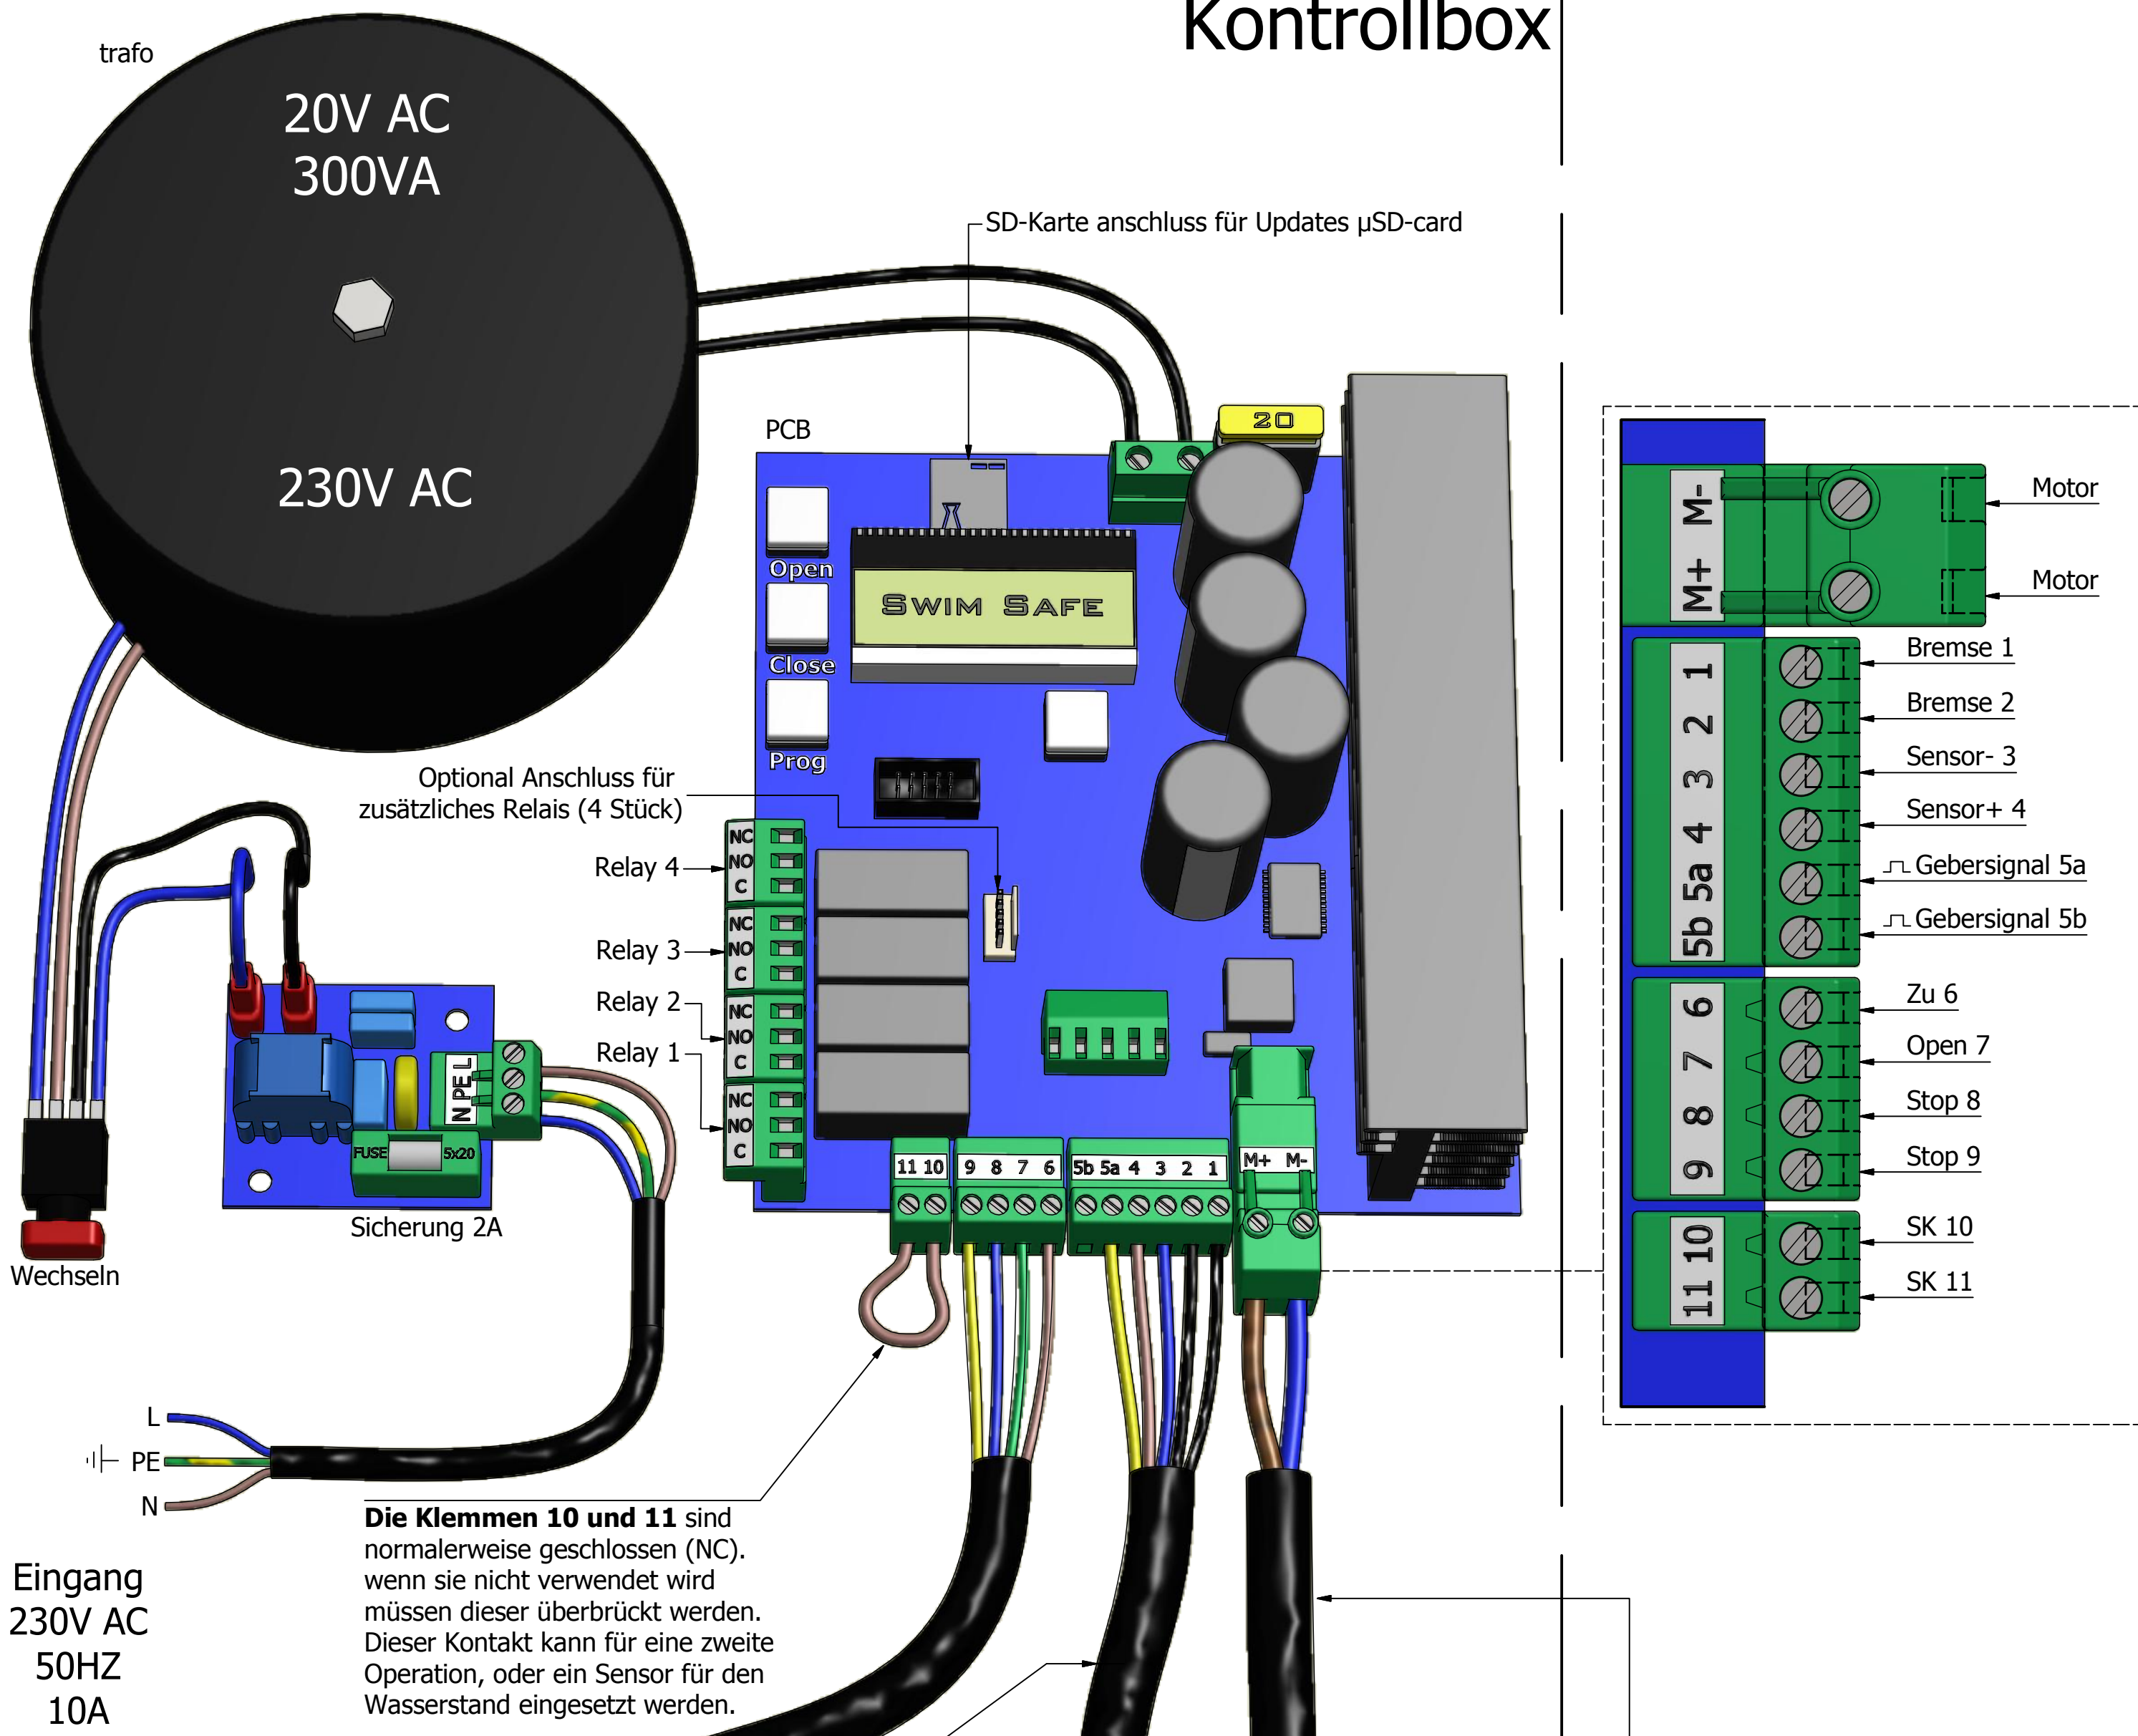 Kontrollbox
trafo
20V AC
300VA
230V AC
SD-Karte anschluss für Updates µSD-card
PCB
20
Open
Close
Prog
SWIM SAFE
Optional Anschluss für
zusätzliches Relais (4 Stück)
Relay 4
Relay 3
Relay 2
Relay 1
NC
NO
C
NC
NO
C
NC
NO
C
NC
NO
C
N PE L
FUSE 5x20
Sicherung 2A
Wechseln
11 10 9 8 7 6 5b 5a 4 3 2 1 M+ M-
L
PE
N
Eingang
230V AC
50HZ
10A
Die Klemmen 10 und 11 sind
normalerweise geschlossen (NC).
wenn sie nicht verwendet wird
müssen dieser überbrückt werden.
Dieser Kontakt kann für eine zweite
Operation, oder ein Sensor für den
Wasserstand eingesetzt werden.
M- Motor
M+ Motor
1 Bremse 1
2 Bremse 2
3 Sensor- 3
4 Sensor+ 4
5a Gebersignal 5a
5b Gebersignal 5b
6 Zu 6
7 Open 7
8 Stop 8
9 Stop 9
10 SK 10
11 SK 11